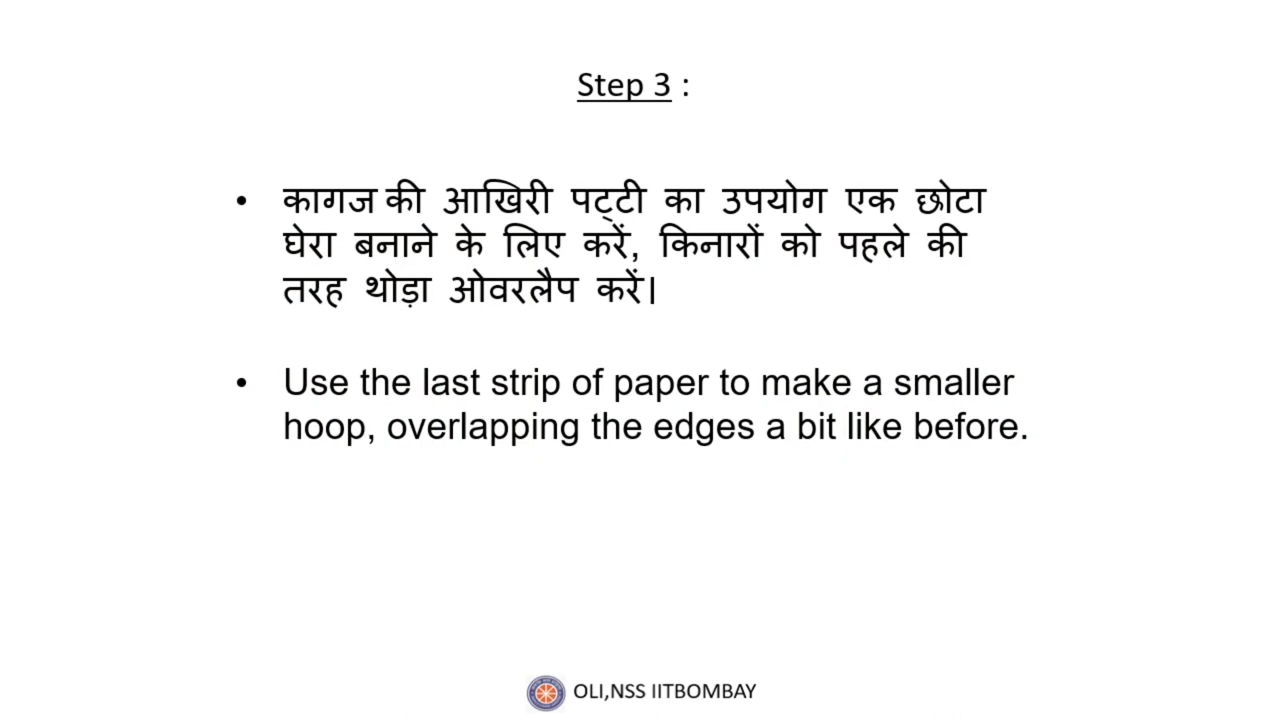 Step 3 :
• कागज की आखिरी पट्टी का उपयोग एक छोटा
घेरा बनाने के लिए करें, किनारों को पहले की
तरह थोड़ा ओवरलैप करें।
• Use the last strip of paper to make a smaller
hoop, overlapping the edges a bit like before.
OLI,NSS IITBOMBAY